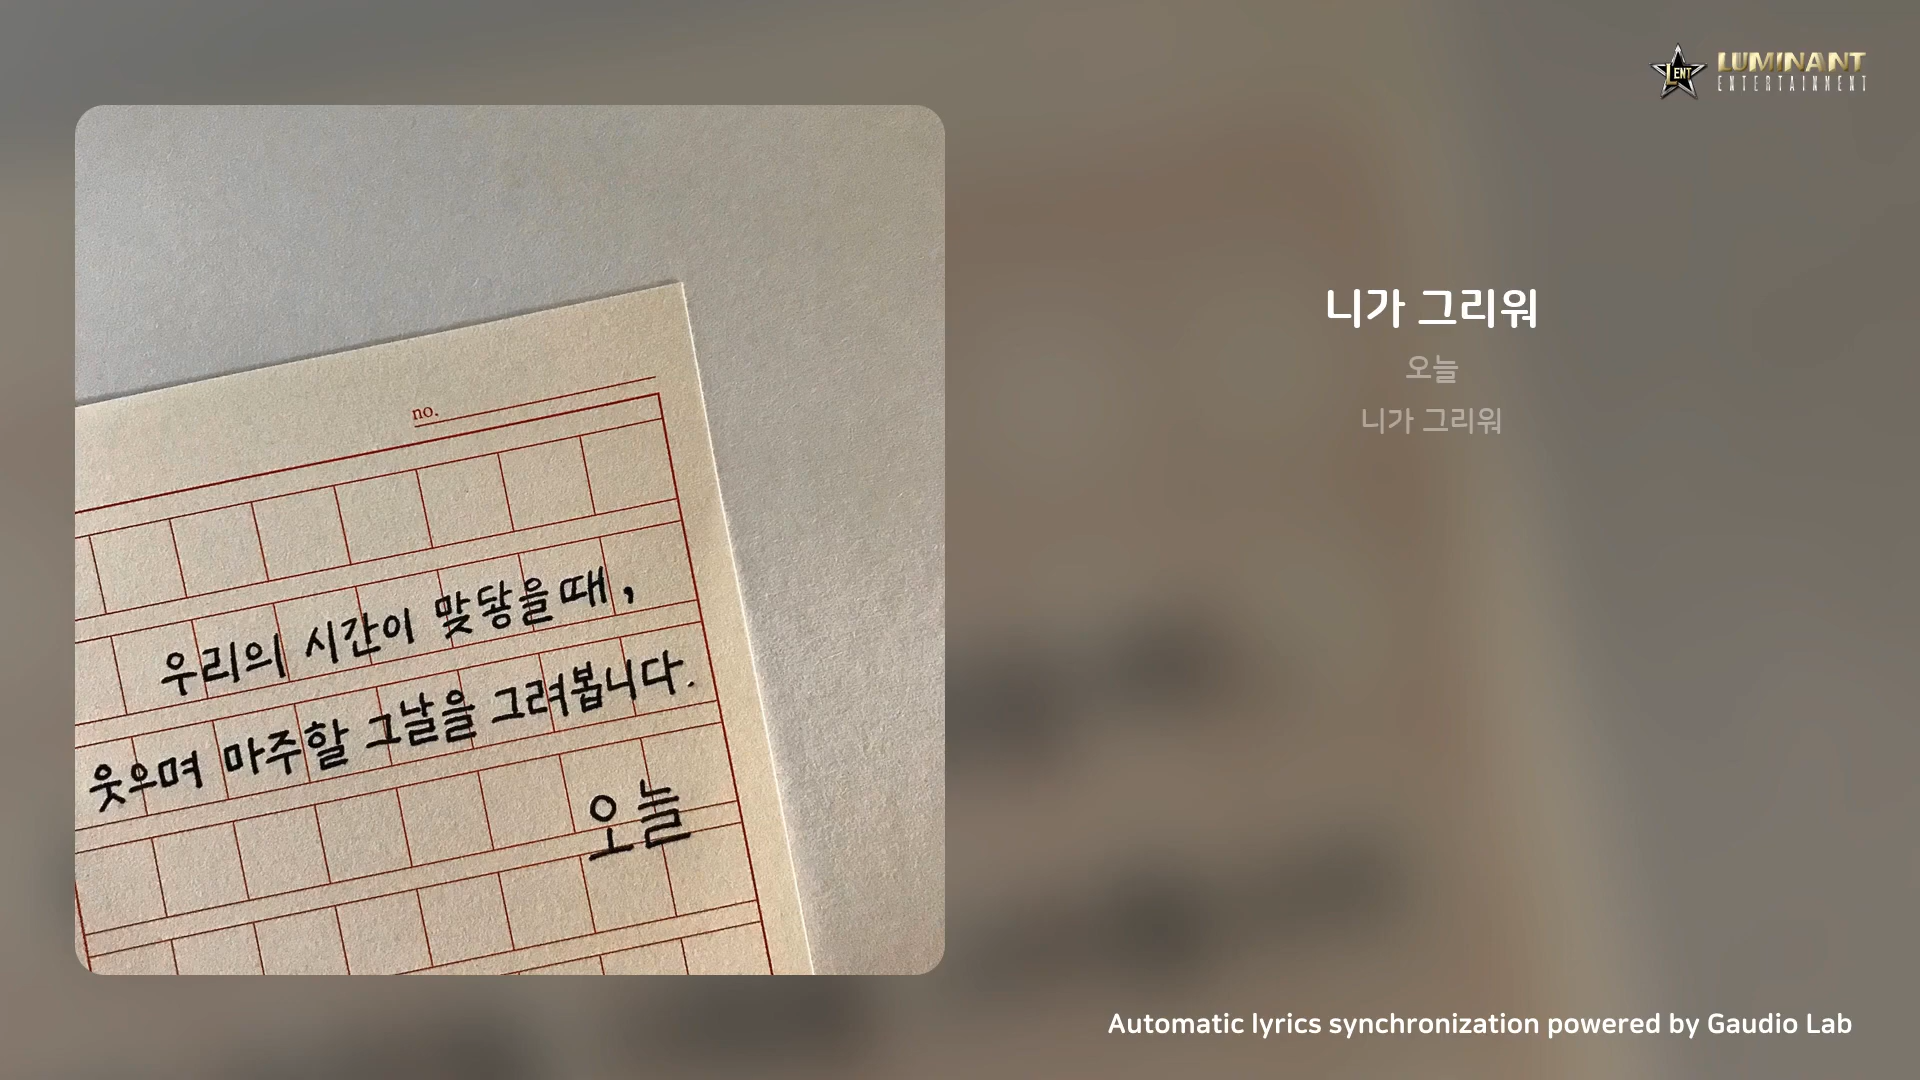 no.
우리의 시간이 맞닿을 때,
웃으며 마주할 그날을 그려봅니다.
오늘
LENT
LUMINANT
ENTERTAINMENT
니가 그리워
오늘
니가 그리워
Automatic lyrics synchronization powered by Gaudio Lab